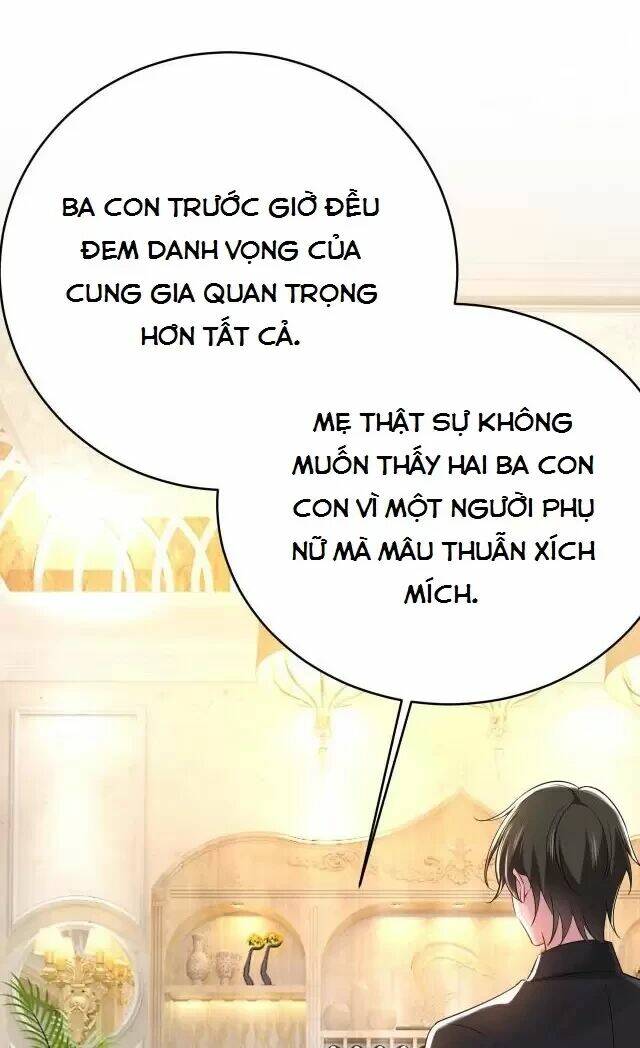 BA CON TRƯỚC GIỜ ĐỀU
ĐEM DANH VỌNG CỦA
CUNG GIA QUAN TRỌNG
HƠN TẤT CẢ.
MẸ THẬT SỰ KHÔNG
MUỐN THẤY HAI BA CON
CON VÌ MỘT NGƯỜI PHỤ
NỮ MÀ MÂU THUẪN XÍCH
MÍCH.